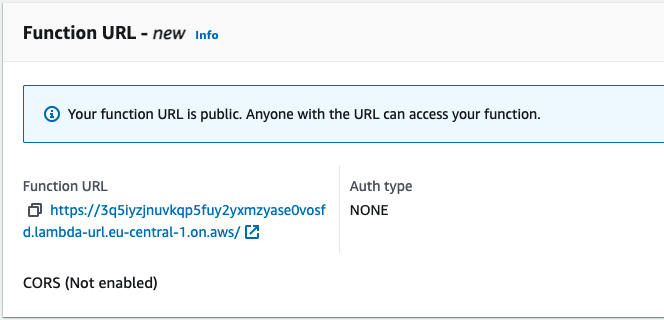 Function URL - new Info
Your function URL is public. Anyone with the URL can access your function.
Function URL
https://3q5iyzjnuvkqp5fuy2yxmzyase0vosf
d.lambda-url.eu-central-1.on.aws/
Auth type
NONE
CORS (Not enabled)